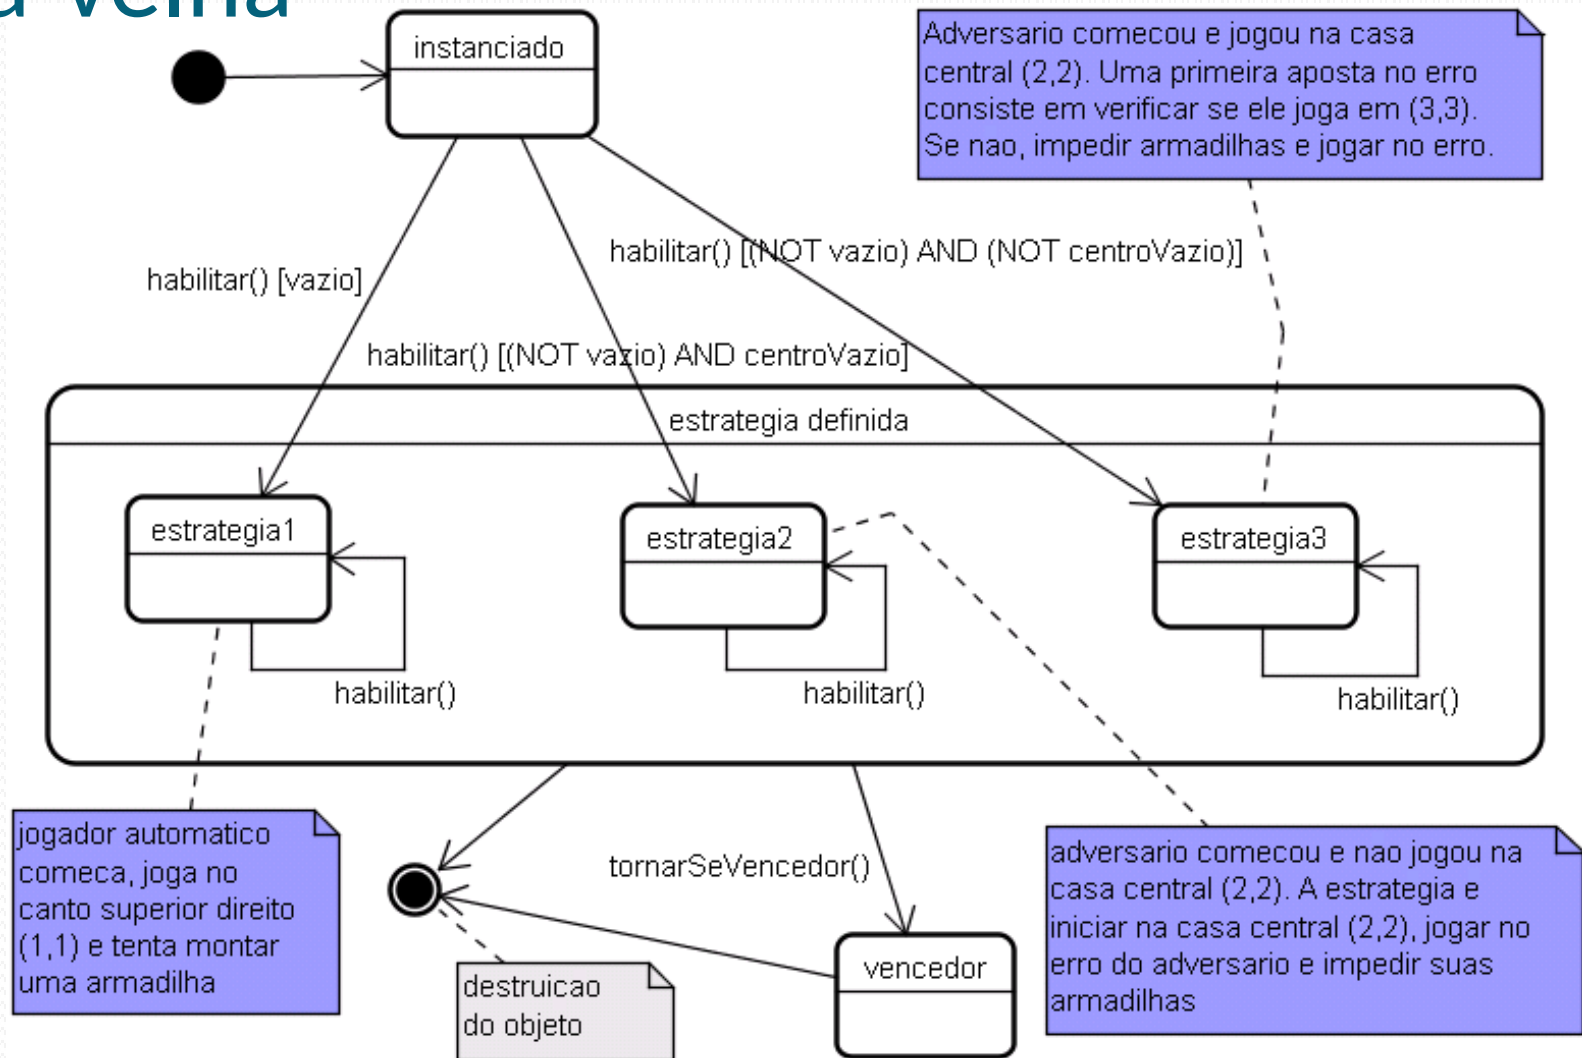 a Velha
instanciado
Adversario comecou e jogou na casa
central (2,2). Uma primeira aposta no erro
consiste em verificar se ele joga em (3,3).
Se nao, impedir armadilhas e jogar no erro.
habilitar() [(NOT vazio) AND (NOT centroVazio)]
habilitar() [vazio]
habilitar() [(NOT vazio) AND centroVazio]
estrategia definida
estrategia1
estrategia2
estrategia3
habilitar()
habilitar()
habilitar()
jogador automatico
comeca, joga no
canto superior direito
(1,1) e tenta montar
uma armadilha
tornarSeVencedor()
adversario comecou e nao jogou na
casa central (2,2). A estrategia e
iniciar na casa central (2,2), jogar no
erro do adversario e impedir suas
armadilhas
vencedor
destruicao
do objeto